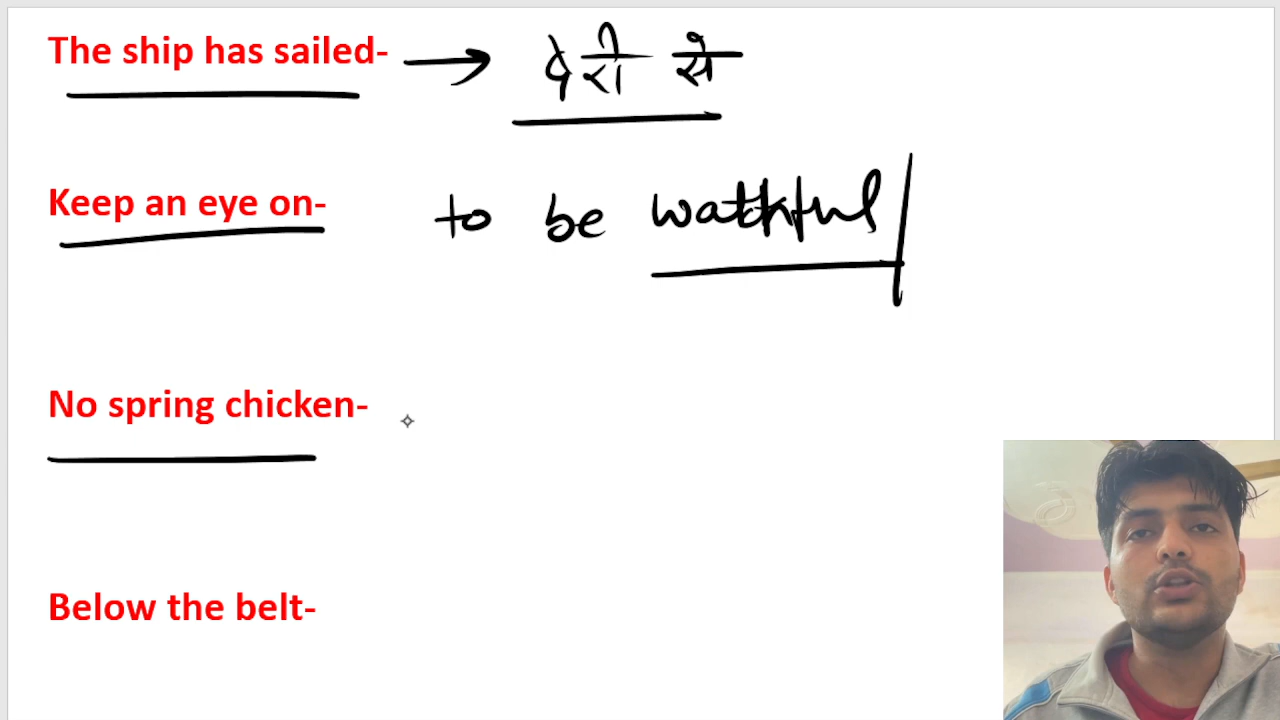 The ship has sailed- → देरी से
Keep an eye on- to be watchful
No spring chicken-
Below the belt-